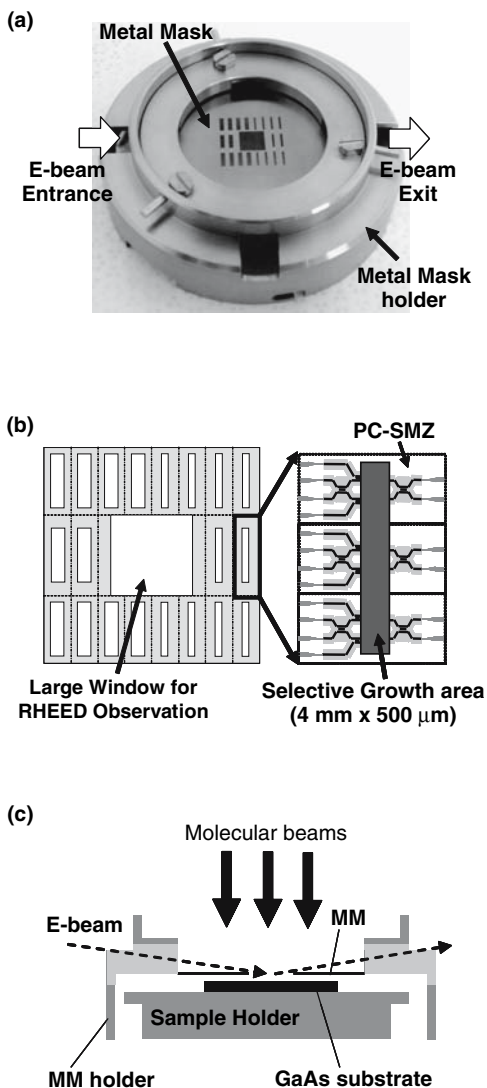 (a)
Metal Mask
E-beam
Entrance
E-beam
Exit
Metal Mask
holder
(b)
PC-SMZ
Large Window for
RHEED Observation
Selective Growth area
(4 mm x 500 μm)
(c)
Molecular beams
E-beam
MM
Sample Holder
MM holder
GaAs substrate